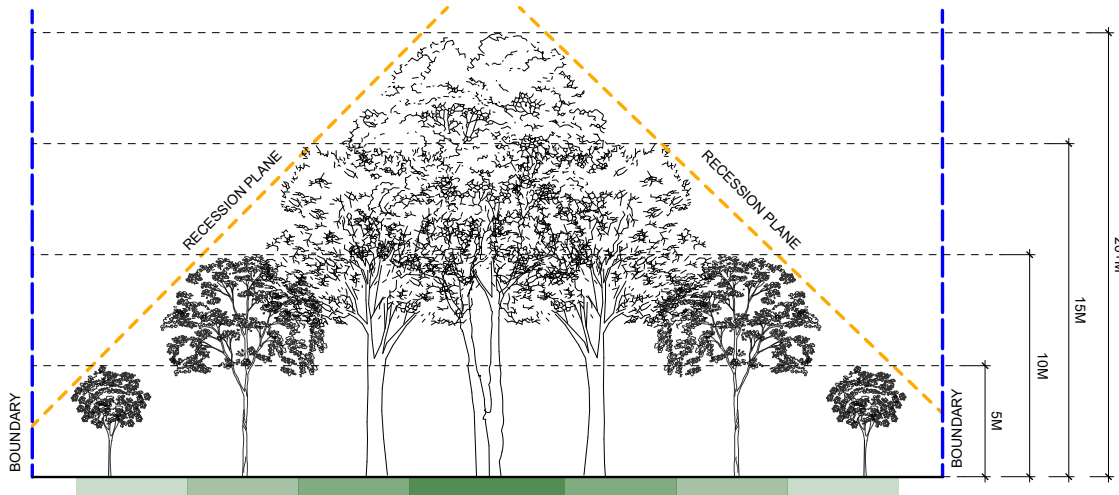 RECESSION PLANE
RECESSION PLANE
BOUNDARY
BOUNDARY
5M
10M
15M